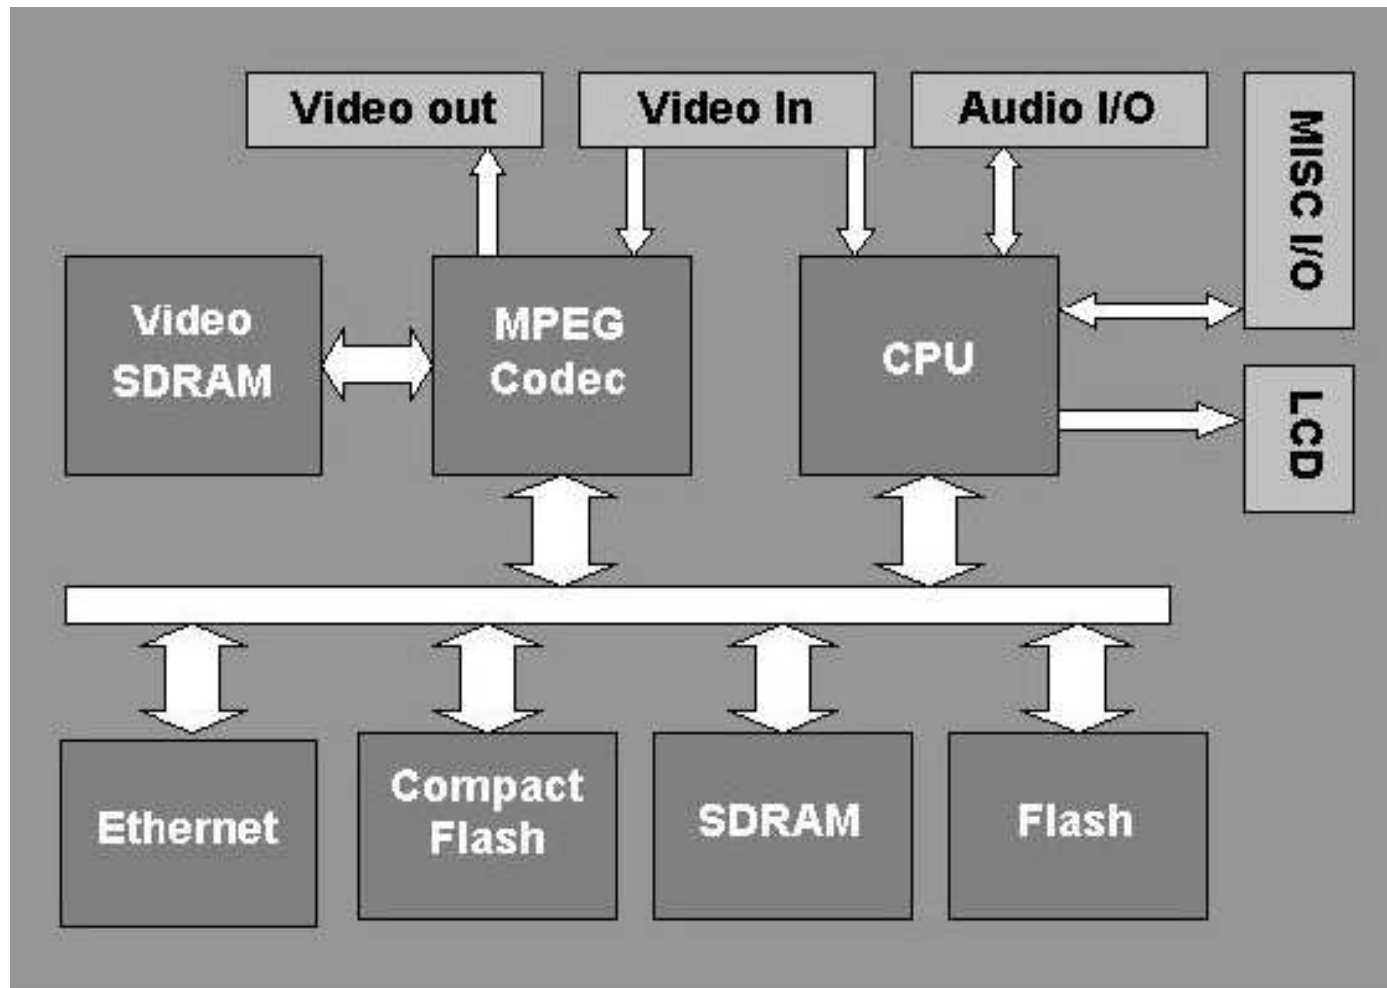 Video out
Video In
Audio I/O
MISC I/O
Video
SDRAM
MPEG
Codec
CPU
LCD
Ethernet
Compact
Flash
SDRAM
Flash